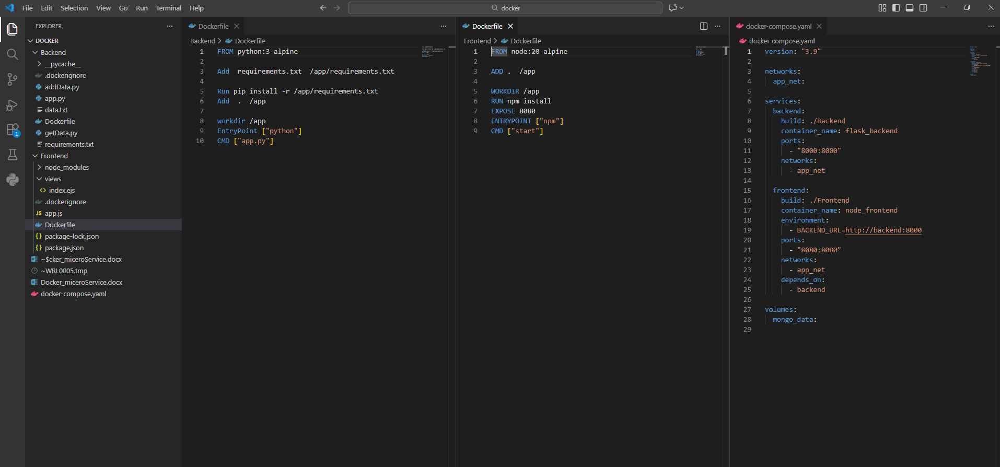 File Edit Selection View Go Run Terminal Help
docker
EXPLORER
DOCKER
Backend
__pycache__
.dockerignore
addData.py
app.py
data.txt
Dockerfile
getData.py
requirements.txt
Frontend
node_modules
views
index.ejs
.dockerignore
JS app.js
Dockerfile
{} package-lock.json
{} package.json
~$cker_miceroService.docx
~WRL0005.tmp
Docker_miceroService.docx
docker-compose.yaml
1
Dockerfile
Backend > Dockerfile
1 FROM python:3-alpine
2
3 Add  requirements.txt  /app/requirements.txt
4
5 Run pip install -r /app/requirements.txt
6 Add  .  /app
7
8 workdir /app
9 EntryPoint ["python"]
10 CMD ["app.py"]
Dockerfile
Frontend > Dockerfile
1 FROM node:20-alpine
2
3 ADD .  /app
4
5 WORKDIR /app
6 RUN npm install
7 EXPOSE 8080
8 ENTRYPOINT ["npm"]
9 CMD ["start"]
docker-compose.yaml
docker-compose.yaml
1 version: "3.9"
2
3 networks:
4   app_net:
5
6 services:
7   backend:
8     build: ./Backend
9     container_name: flask_backend
10     ports:
11       - "8000:8000"
12     networks:
13       - app_net
14
15   frontend:
16     build: ./Frontend
17     container_name: node_frontend
18     environment:
19       - BACKEND_URL=http://backend:8000
20     ports:
21       - "8080:8080"
22     networks:
23       - app_net
24     depends_on:
25       - backend
26
27 volumes:
28   mongo_data:
29